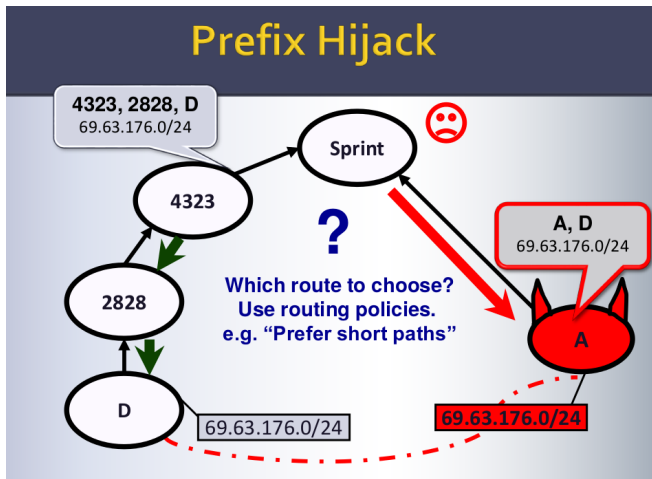 Prefix Hijack
4323, 2828, D
69.63.176.0/24
Sprint
4323
?
A, D
69.63.176.0/24
Which route to choose?
Use routing policies.
e.g. “Prefer short paths”
2828
A
D
69.63.176.0/24
69.63.176.0/24